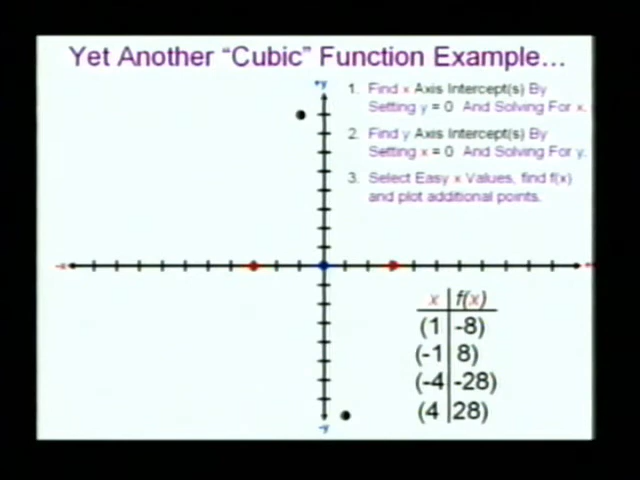 Yet Another “Cubic” Function Example…
+y
1. Find x Axis Intercept(s) By
Setting y = 0 And Solving For x.
2. Find y Axis Intercept(s) By
Setting x = 0 And Solving For y.
3. Select Easy x Values, find f(x)
and plot additional points.
-x
x f(x)
(1 -8)
(-1 8)
(-4 -28)
(4 28)
-y